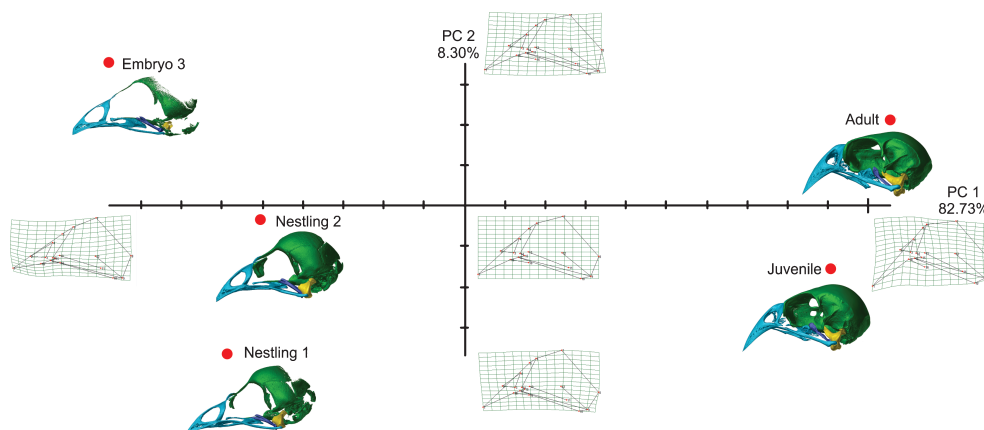 PC 2
8.30%
Embryo 3
Adult
PC 1
82.73%
Nestling 2
Juvenile
Nestling 1